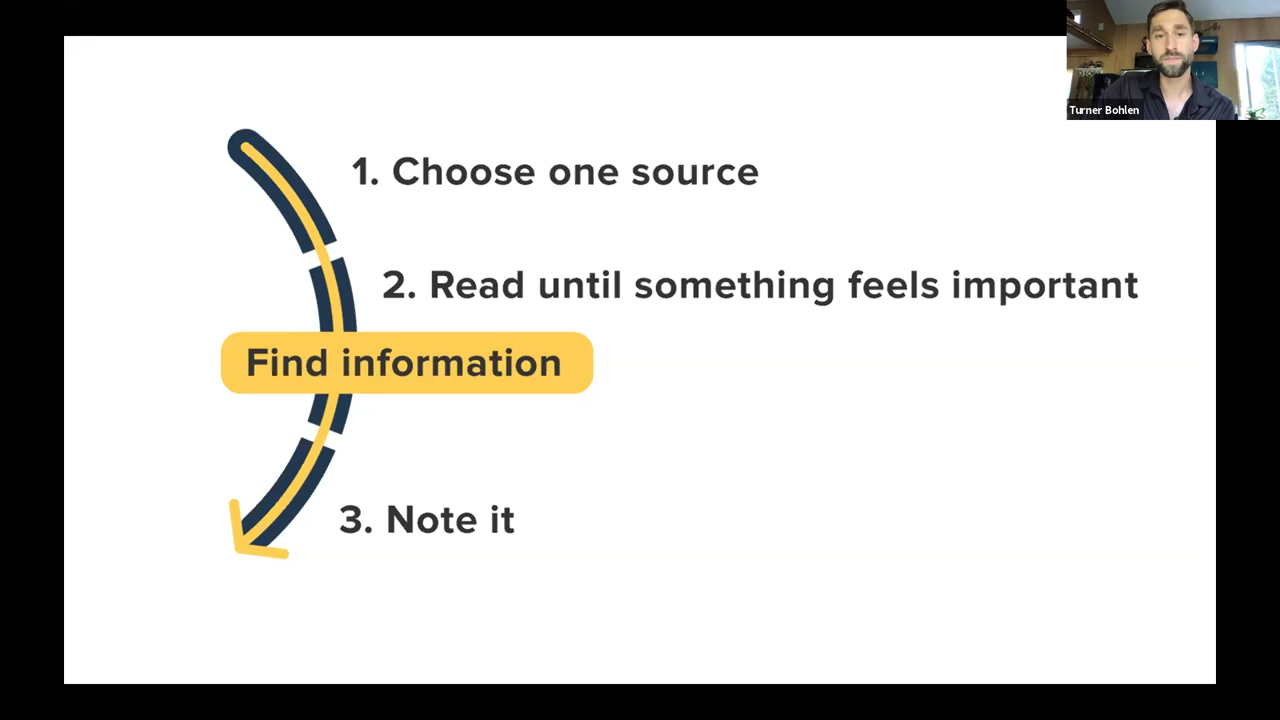 Turner Bohlen
1. Choose one source
2. Read until something feels important
Find information
3. Note it